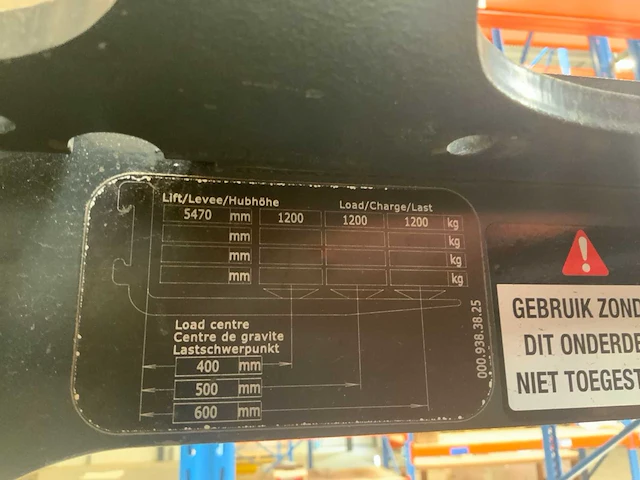 Lift/Levee/Hubhöhe Load/Charge/Last
5470 mm 1200 1200 1200 kg
mm kg
mm kg
mm kg
Load centre
Centre de gravite
Lastschwerpunkt
400 mm
500 mm
600 mm
000.938.38.25
GEBRUIK ZOND
DIT ONDERDE
NIET TOEGEST